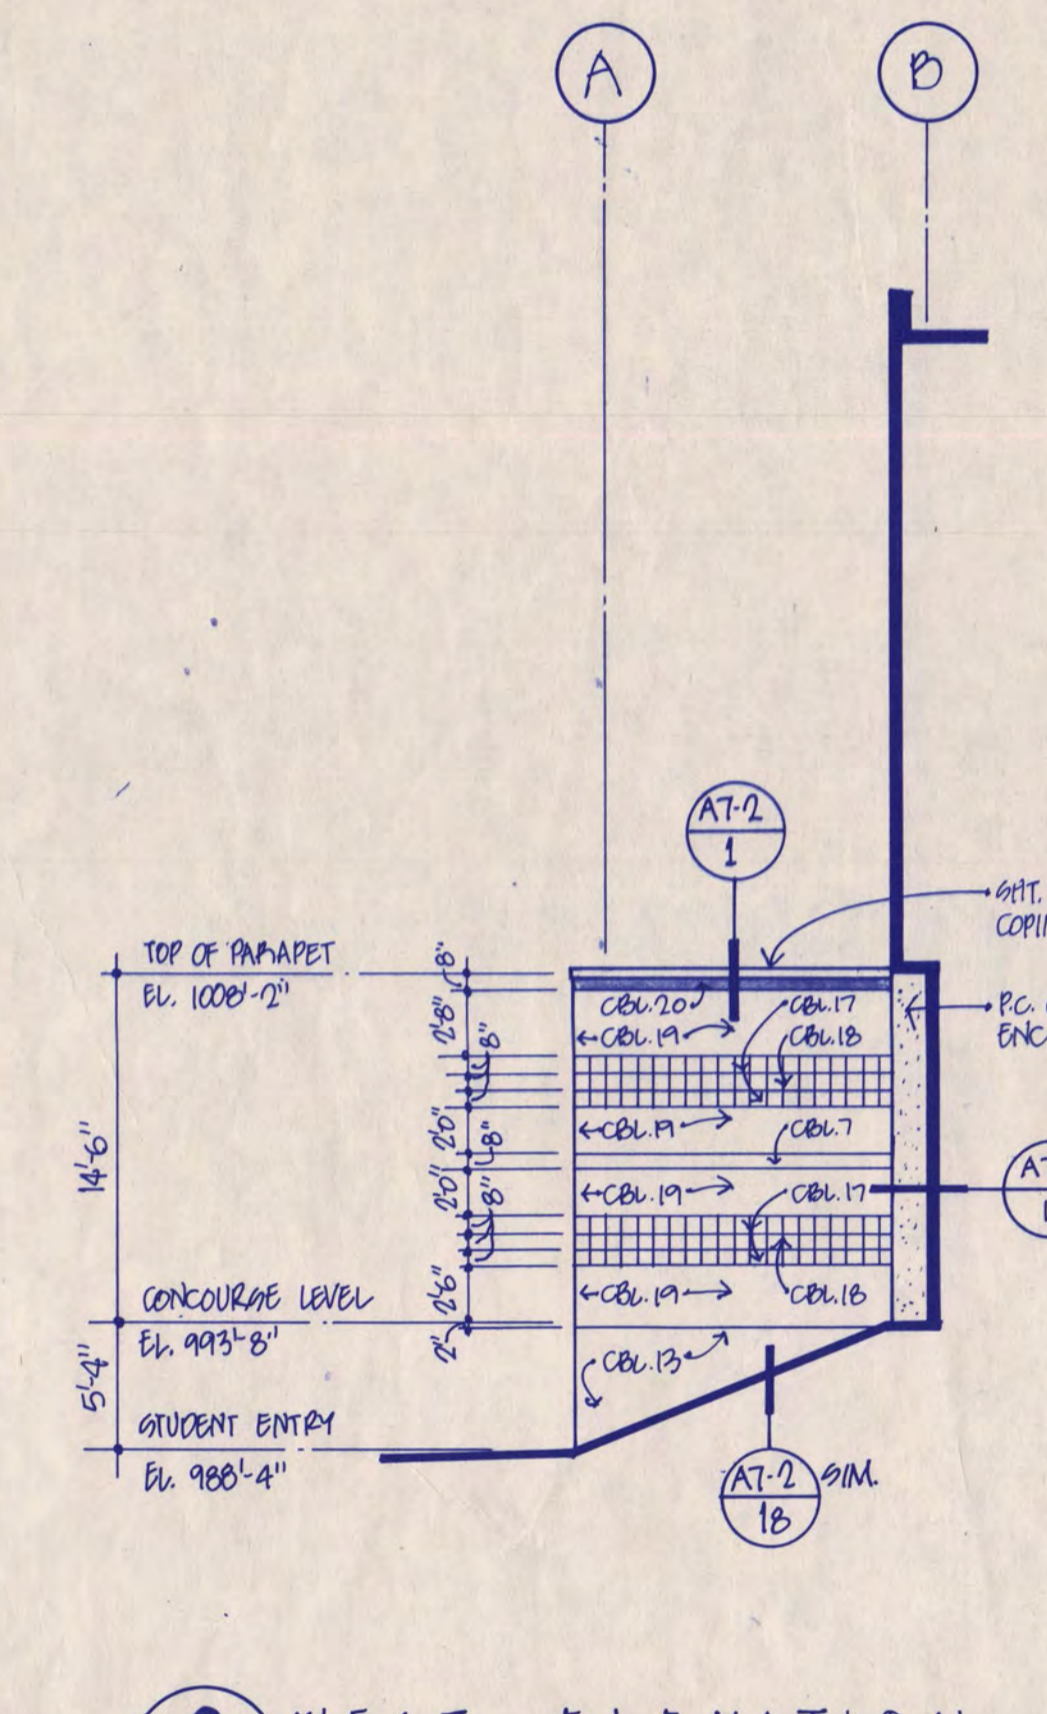 A
B
A7-2
1
SHT.
TOP OF PARAPET
EL. 1008'-2"
8"
2'-8"
8"
2'-0"
8"
2'-0"
8"
2'-6"
2"
14'-6"
5'-4"
CBL.20
CBL.17
P.C.
CBL.19
CBL.18
CBL.19
CBL.7
CBL.19
CBL.17
CONCOURSE LEVEL
EL. 993'-8"
CBL.19
CBL.18
CBL.13
STUDENT ENTRY
EL. 988'-4"
A7-2
18
SIM.